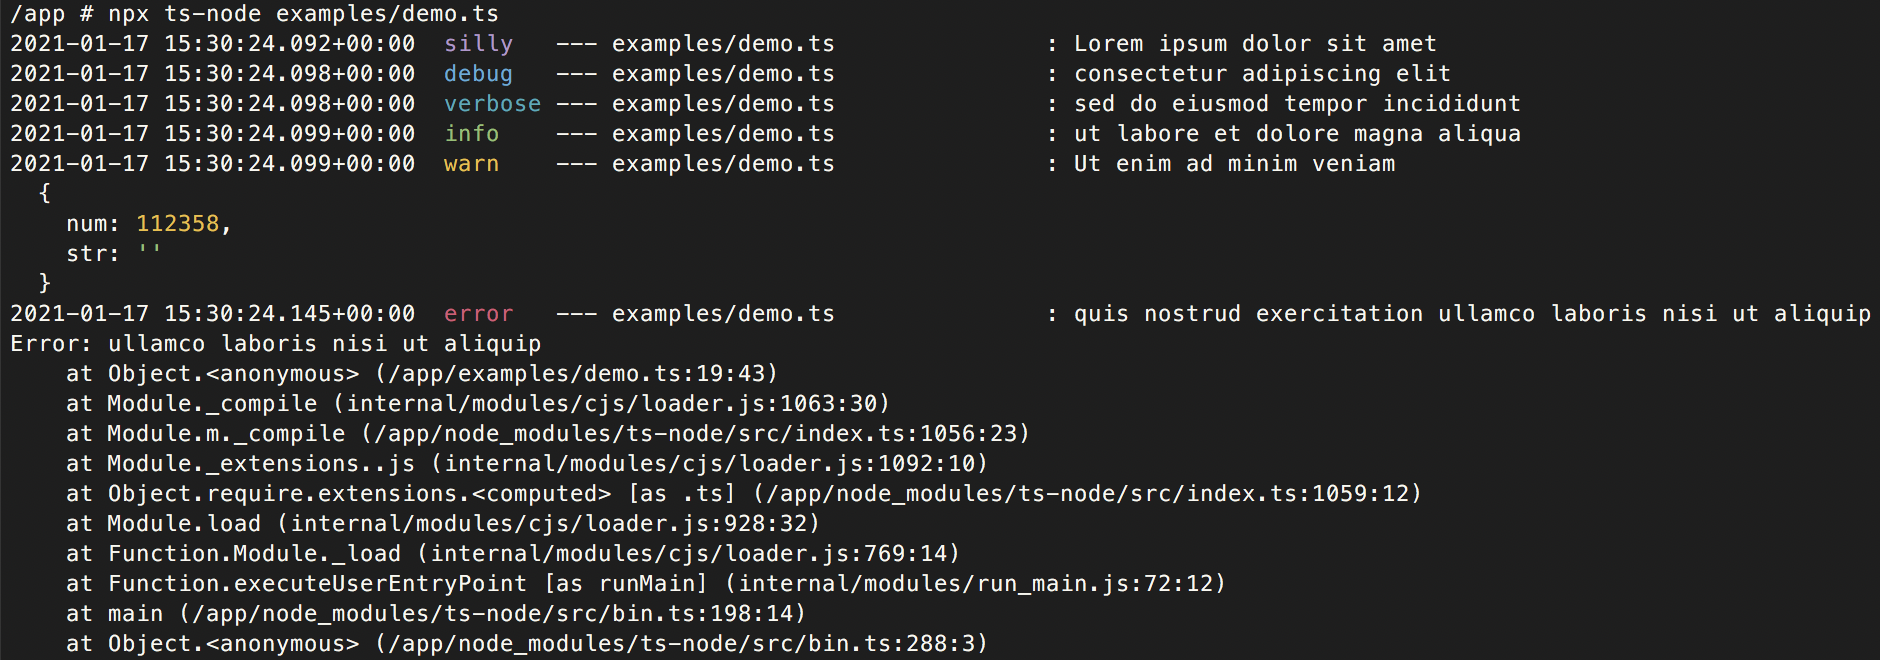 /app # npx ts-node examples/demo.ts
2021-01-17 15:30:24.092+00:00  silly   --- examples/demo.ts               : Lorem ipsum dolor sit amet
2021-01-17 15:30:24.098+00:00  debug   --- examples/demo.ts               : consectetur adipiscing elit
2021-01-17 15:30:24.098+00:00  verbose --- examples/demo.ts               : sed do eiusmod tempor incididunt
2021-01-17 15:30:24.099+00:00  info    --- examples/demo.ts               : ut labore et dolore magna aliqua
2021-01-17 15:30:24.099+00:00  warn    --- examples/demo.ts               : Ut enim ad minim veniam
  {
    num: 112358,
    str: ''
  }
2021-01-17 15:30:24.145+00:00  error   --- examples/demo.ts               : quis nostrud exercitation ullamco laboris nisi ut aliquip
Error: ullamco laboris nisi ut aliquip
    at Object.<anonymous> (/app/examples/demo.ts:19:43)
    at Module._compile (internal/modules/cjs/loader.js:1063:30)
    at Module.m._compile (/app/node_modules/ts-node/src/index.ts:1056:23)
    at Module._extensions..js (internal/modules/cjs/loader.js:1092:10)
    at Object.require.extensions.<computed> [as .ts] (/app/node_modules/ts-node/src/index.ts:1059:12)
    at Module.load (internal/modules/cjs/loader.js:928:32)
    at Function.Module._load (internal/modules/cjs/loader.js:769:14)
    at Function.executeUserEntryPoint [as runMain] (internal/modules/run_main.js:72:12)
    at main (/app/node_modules/ts-node/src/bin.ts:198:14)
    at Object.<anonymous> (/app/node_modules/ts-node/src/bin.ts:288:3)